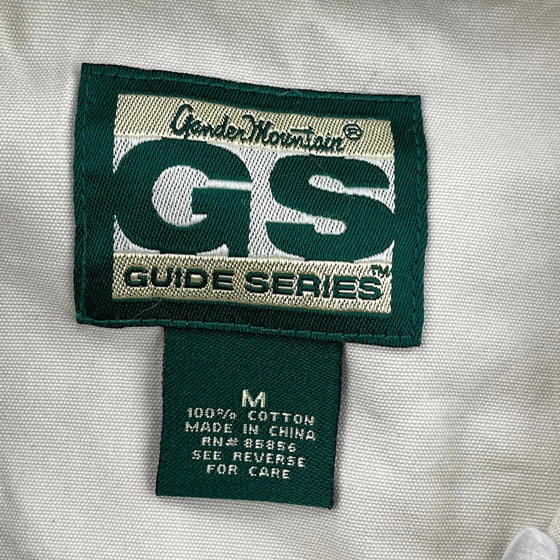 Gander Mountain®
GS
GUIDE SERIES™
M
100% COTTON
MADE IN CHINA
RN# 85856
SEE REVERSE
FOR CARE